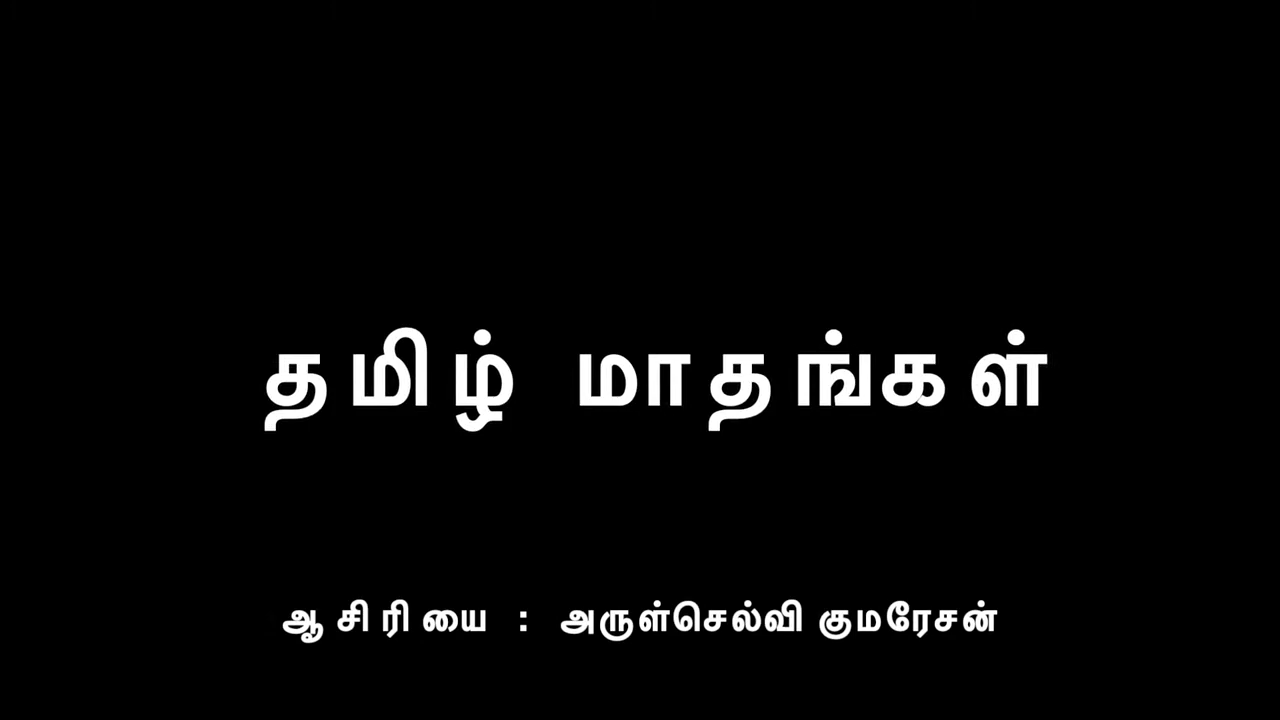 தமிழ் மாதங்கள்
ஆசிரியை : அருள்செல்வி குமரேசன்